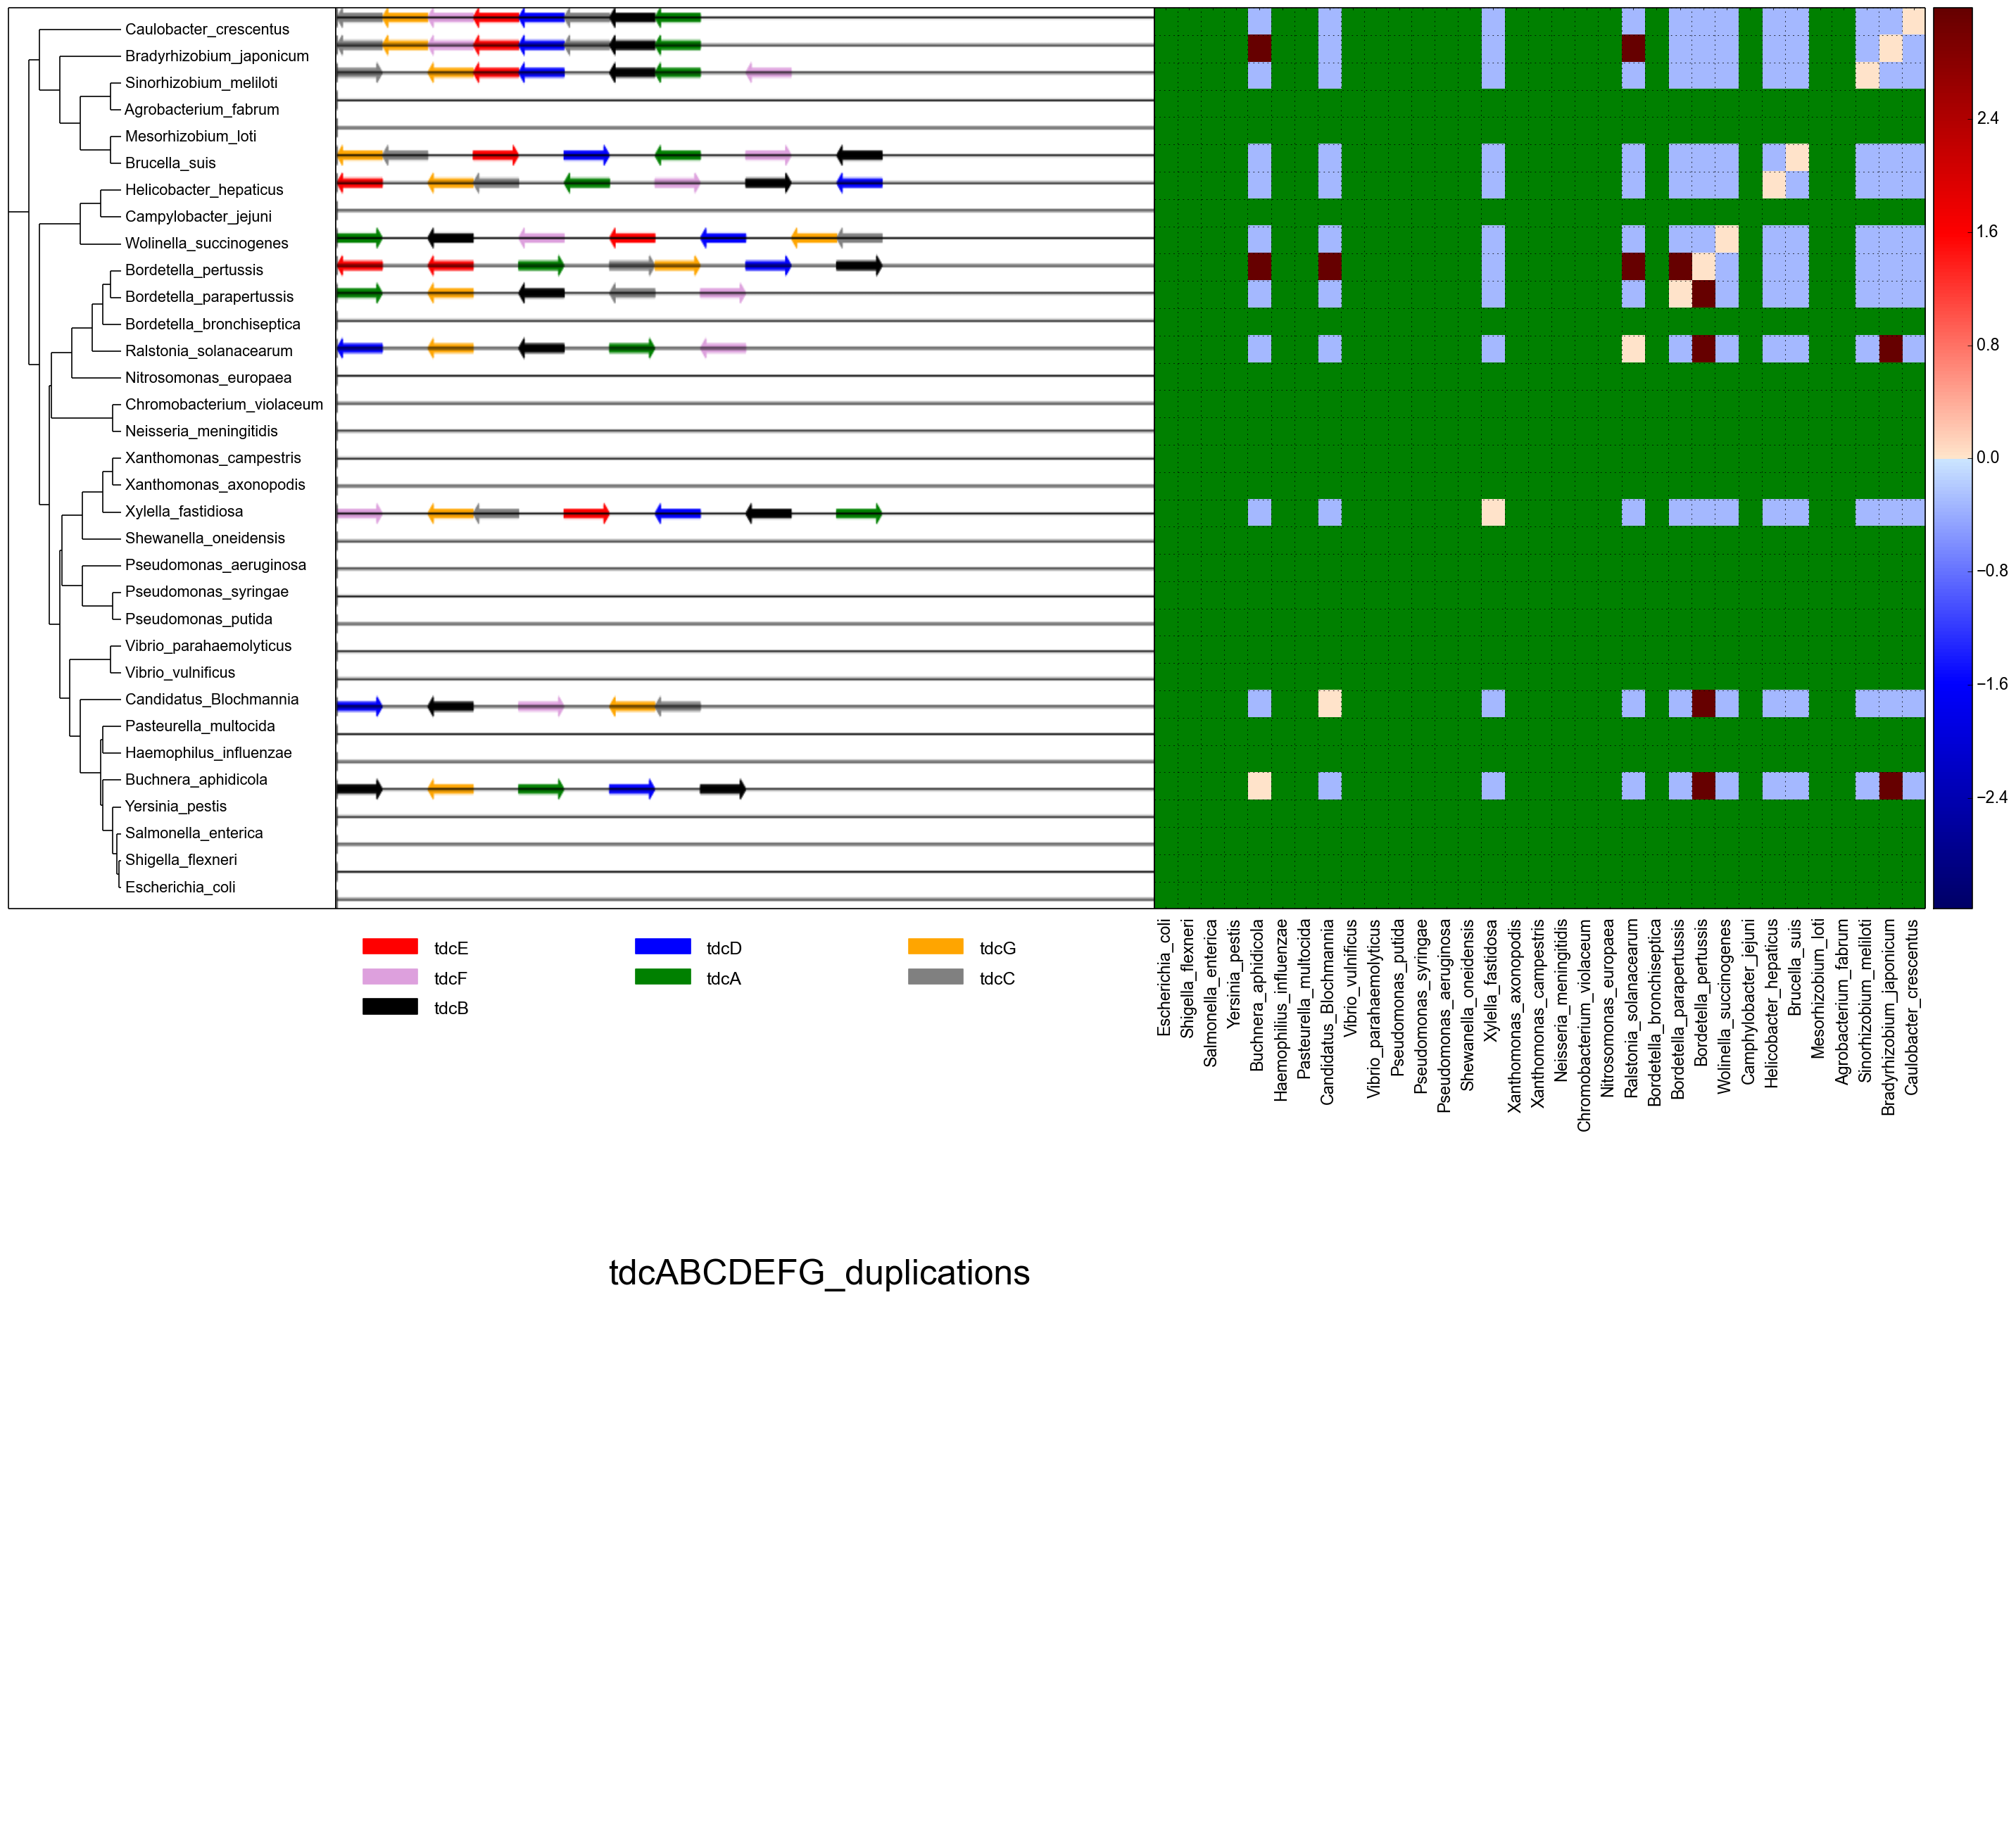 Caulobacter_crescentus
Bradyrhizobium_japonicum
Sinorhizobium_meliloti
Agrobacterium_fabrum
Mesorhizobium_loti
Brucella_suis
Helicobacter_hepaticus
Campylobacter_jejuni
Wolinella_succinogenes
Bordetella_pertussis
Bordetella_parapertussis
Bordetella_bronchiseptica
Ralstonia_solanacearum
Nitrosomonas_europaea
Chromobacterium_violaceum
Neisseria_meningitidis
Xanthomonas_campestris
Xanthomonas_axonopodis
Xylella_fastidiosa
Shewanella_oneidensis
Pseudomonas_aeruginosa
Pseudomonas_syringae
Pseudomonas_putida
Vibrio_parahaemolyticus
Vibrio_vulnificus
Candidatus_Blochmannia
Pasteurella_multocida
Haemophilus_influenzae
Buchnera_aphidicola
Yersinia_pestis
Salmonella_enterica
Shigella_flexneri
Escherichia_coli
2.4
1.6
0.8
0.0
−0.8
−1.6
−2.4
Escherichia_coli
Shigella_flexneri
Salmonella_enterica
Yersinia_pestis
Buchnera_aphidicola
Haemophilius_influenzae
Pasteurella_multocida
Candidatus_Blochmannia
Vibrio_vulnificus
Vibrio_parahaemolyticus
Pseudomonas_putida
Pseudomonas_syringae
Pseudomonas_aeruginosa
Shewanella_oneidensis
Xylella_fastidosa
Xanthomonas_axonopodis
Xanthomonas_campestris
Neisseria_meningitidis
Chromobacterium_violaceum
Nitrosomonas_europaea
Ralstonia_solanacearum
Bordetella_bronchiseptica
Bordetella_parapertussis
Bordetella_pertussis
Wolinella_succinogenes
Camphylobacter_jejuni
Helicobacter_hepaticus
Brucella_suis
Mesorhizobium_loti
Agrobacterium_fabrum
Sinorhizobium_meliloti
Bradyrhizobium_japonicum
Caulobacter_crescentus
tdcE tdcD tdcG
tdcF tdcA tdcC
tdcB
tdcABCDEFG_duplications